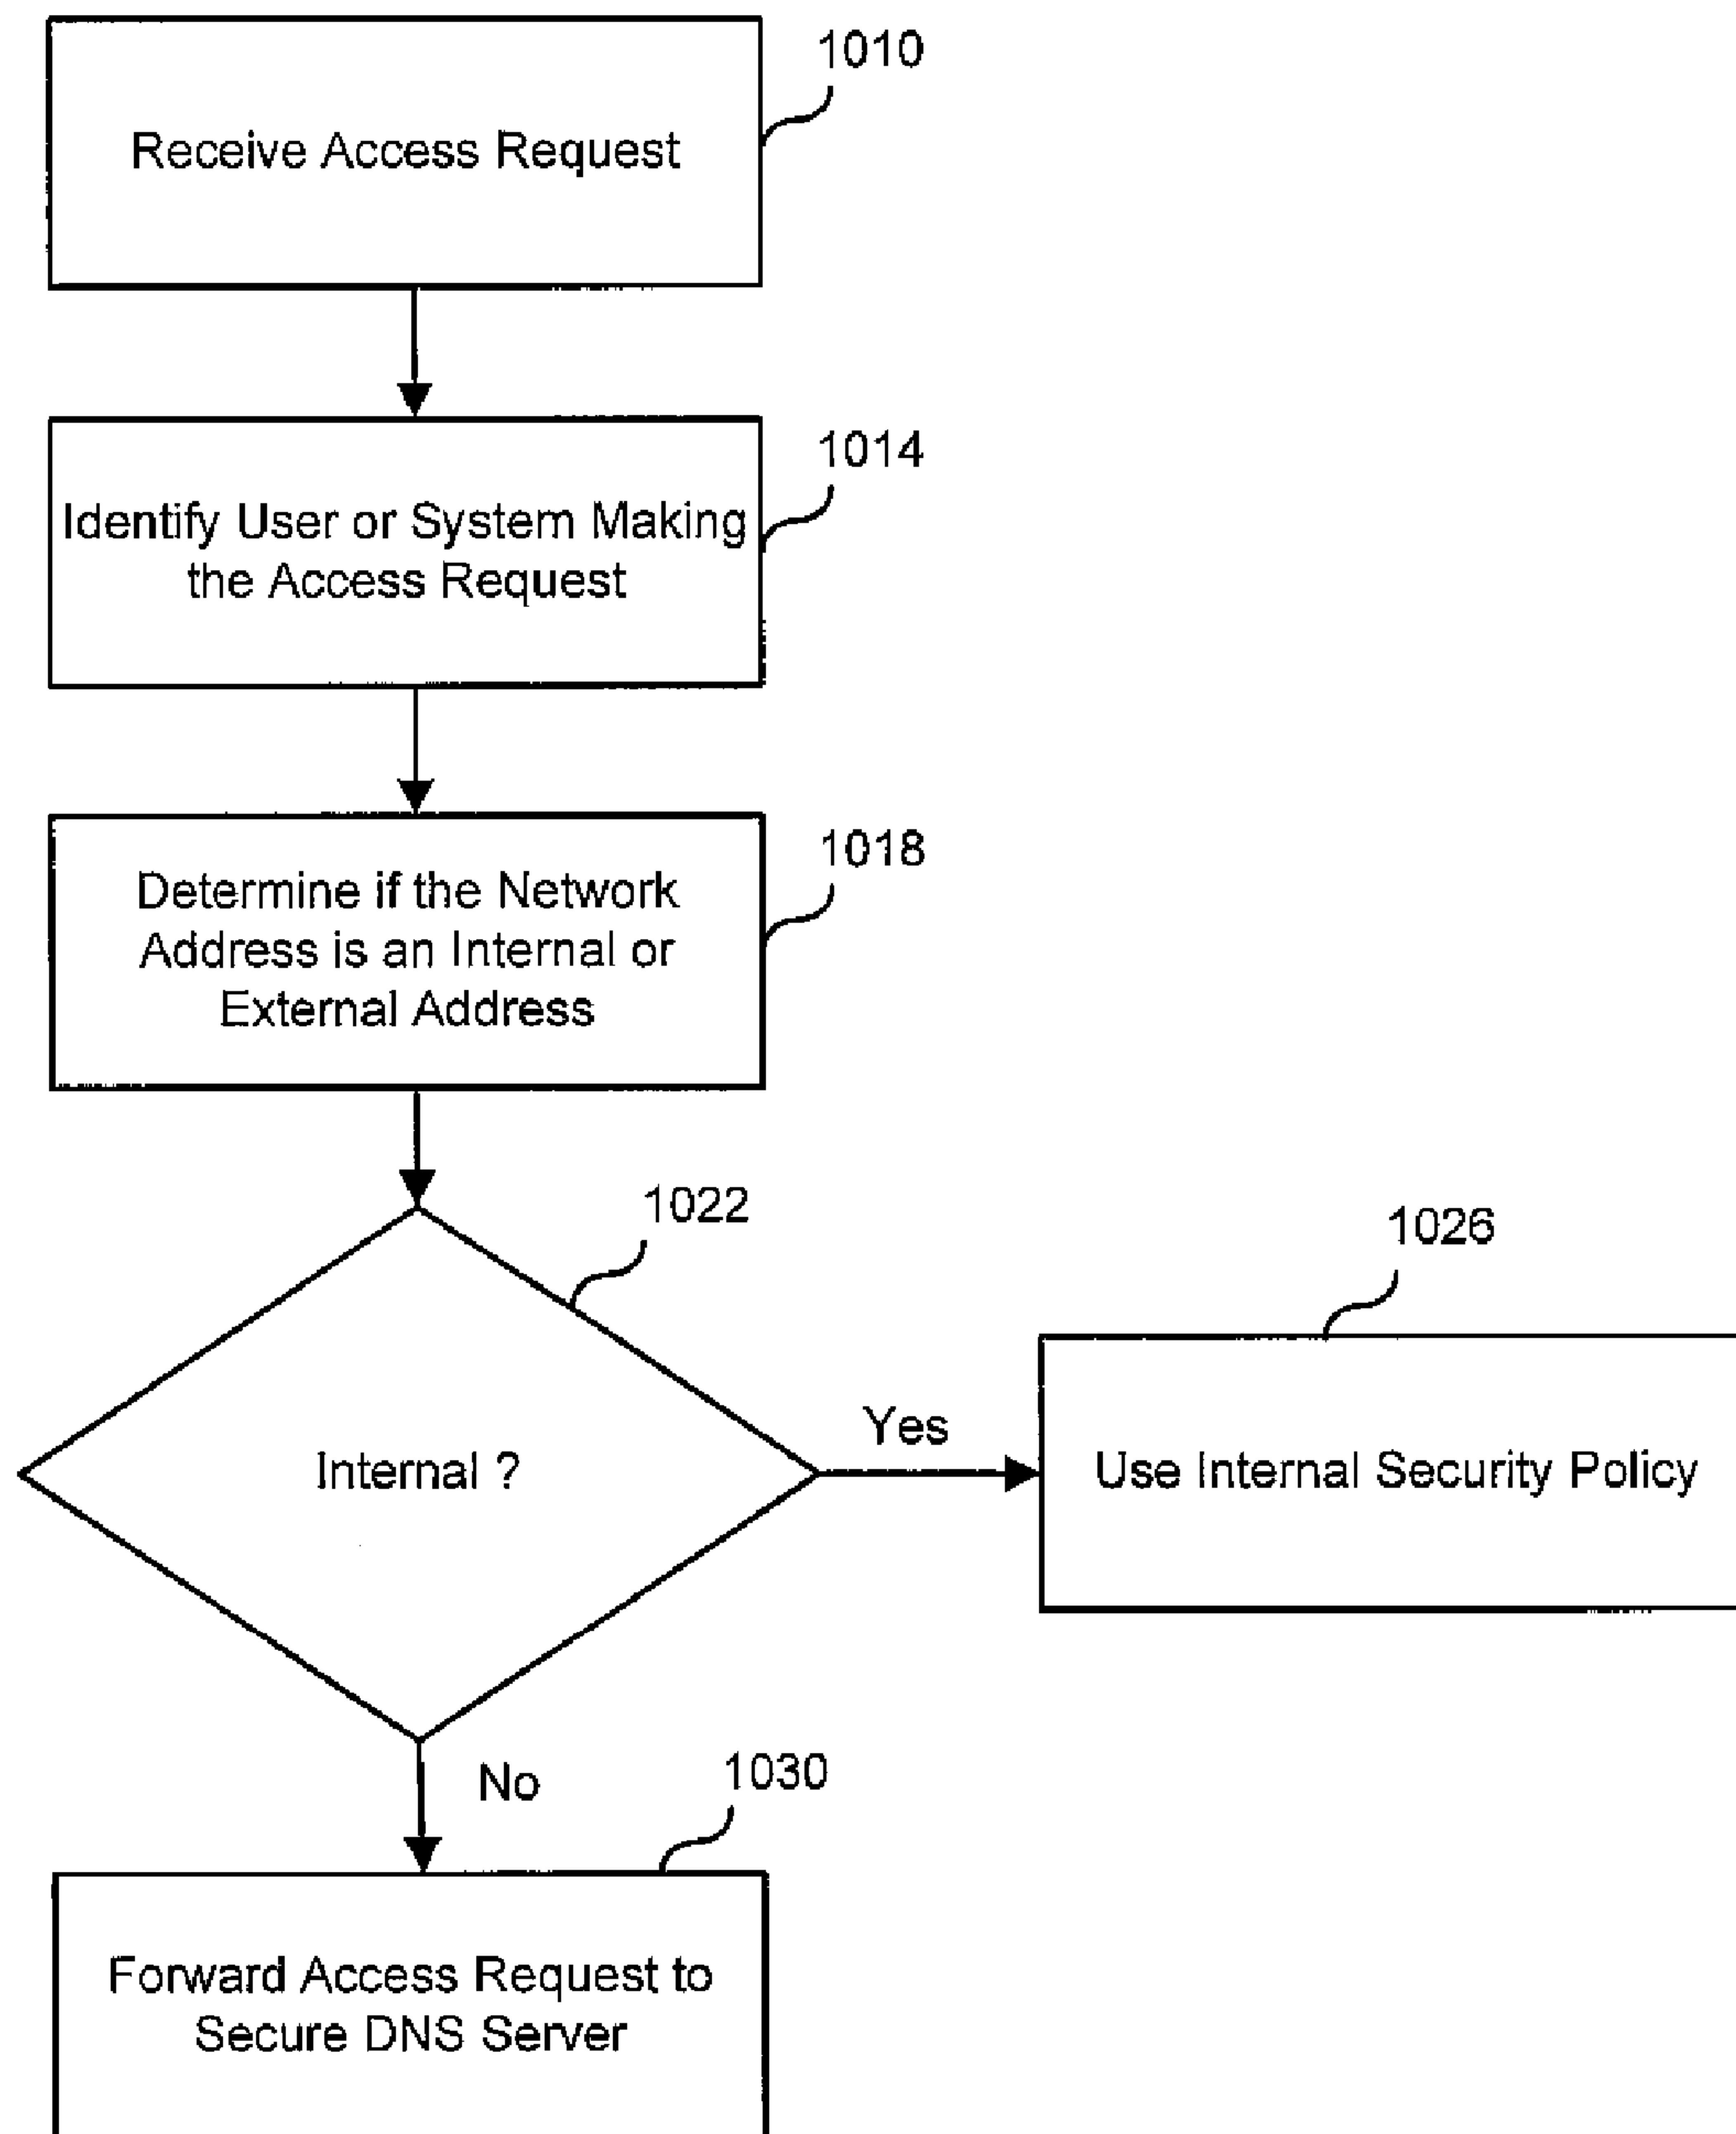 1010
Receive Access Request
1014
Identify User or System Making
the Access Request
1018
Determine if the Network
Address is an Internal or
External Address
1022
Internal ?
Yes
1026
Use Internal Security Policy
No
1030
Forward Access Request to
Secure DNS Server